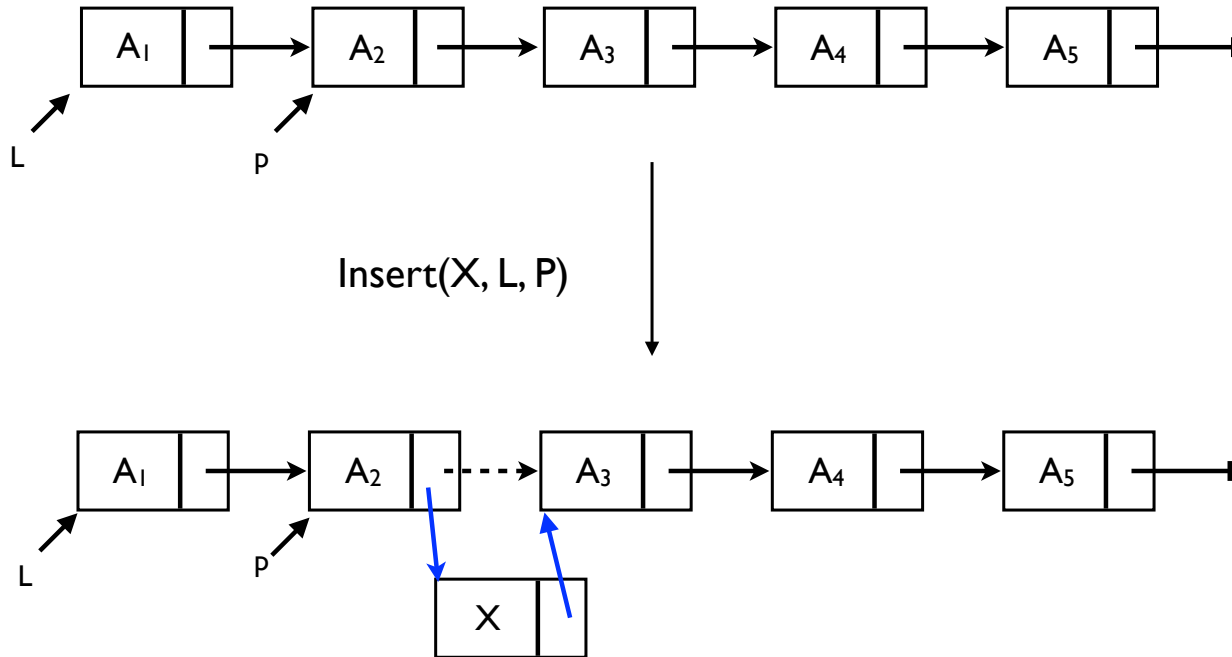 A₁ A₂ A₃ A₄ A₅
L P
Insert(X, L, P)
A₁ A₂ A₃ A₄ A₅
L P
X